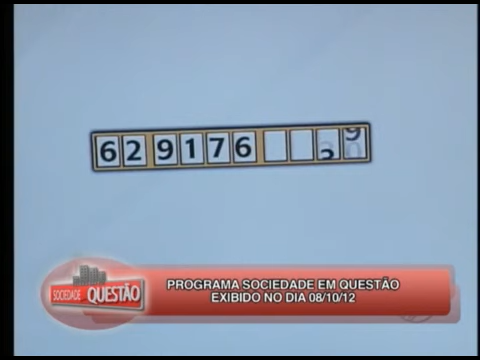 629176
SOCIEDADE
QUESTÃO
PROGRAMA SOCIEDADE EM QUESTÃO
EXIBIDO NO DIA 08/10/12